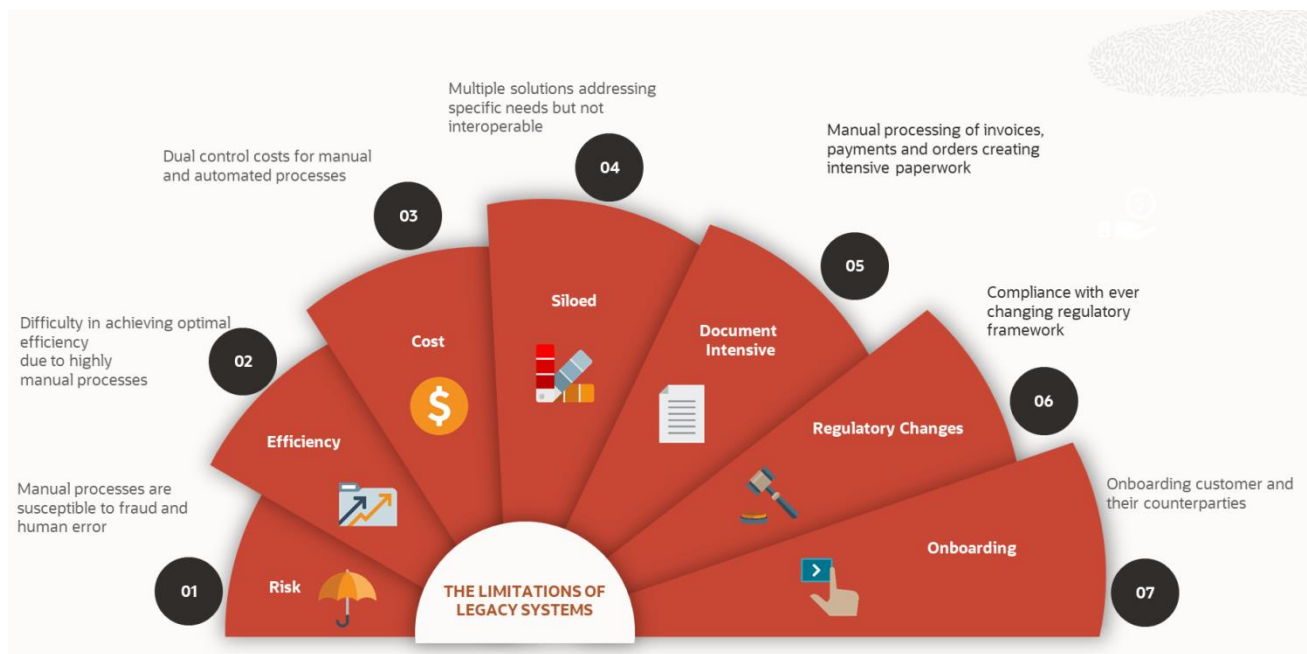 Manual processes are
susceptible to fraud and
human error
01
Risk
Difficulty in achieving optimal
efficiency
due to highly
manual processes
02
Efficiency
Dual control costs for manual
and automated processes
03
Cost
$
Multiple solutions addressing
specific needs but not
interoperable
04
Siloed
Manual processing of invoices,
payments and orders creating
intensive paperwork
05
Document
Intensive
Compliance with ever
changing regulatory
framework
06
Regulatory Changes
Onboarding customer and
their counterparties
07
Onboarding
THE LIMITATIONS OF
LEGACY SYSTEMS